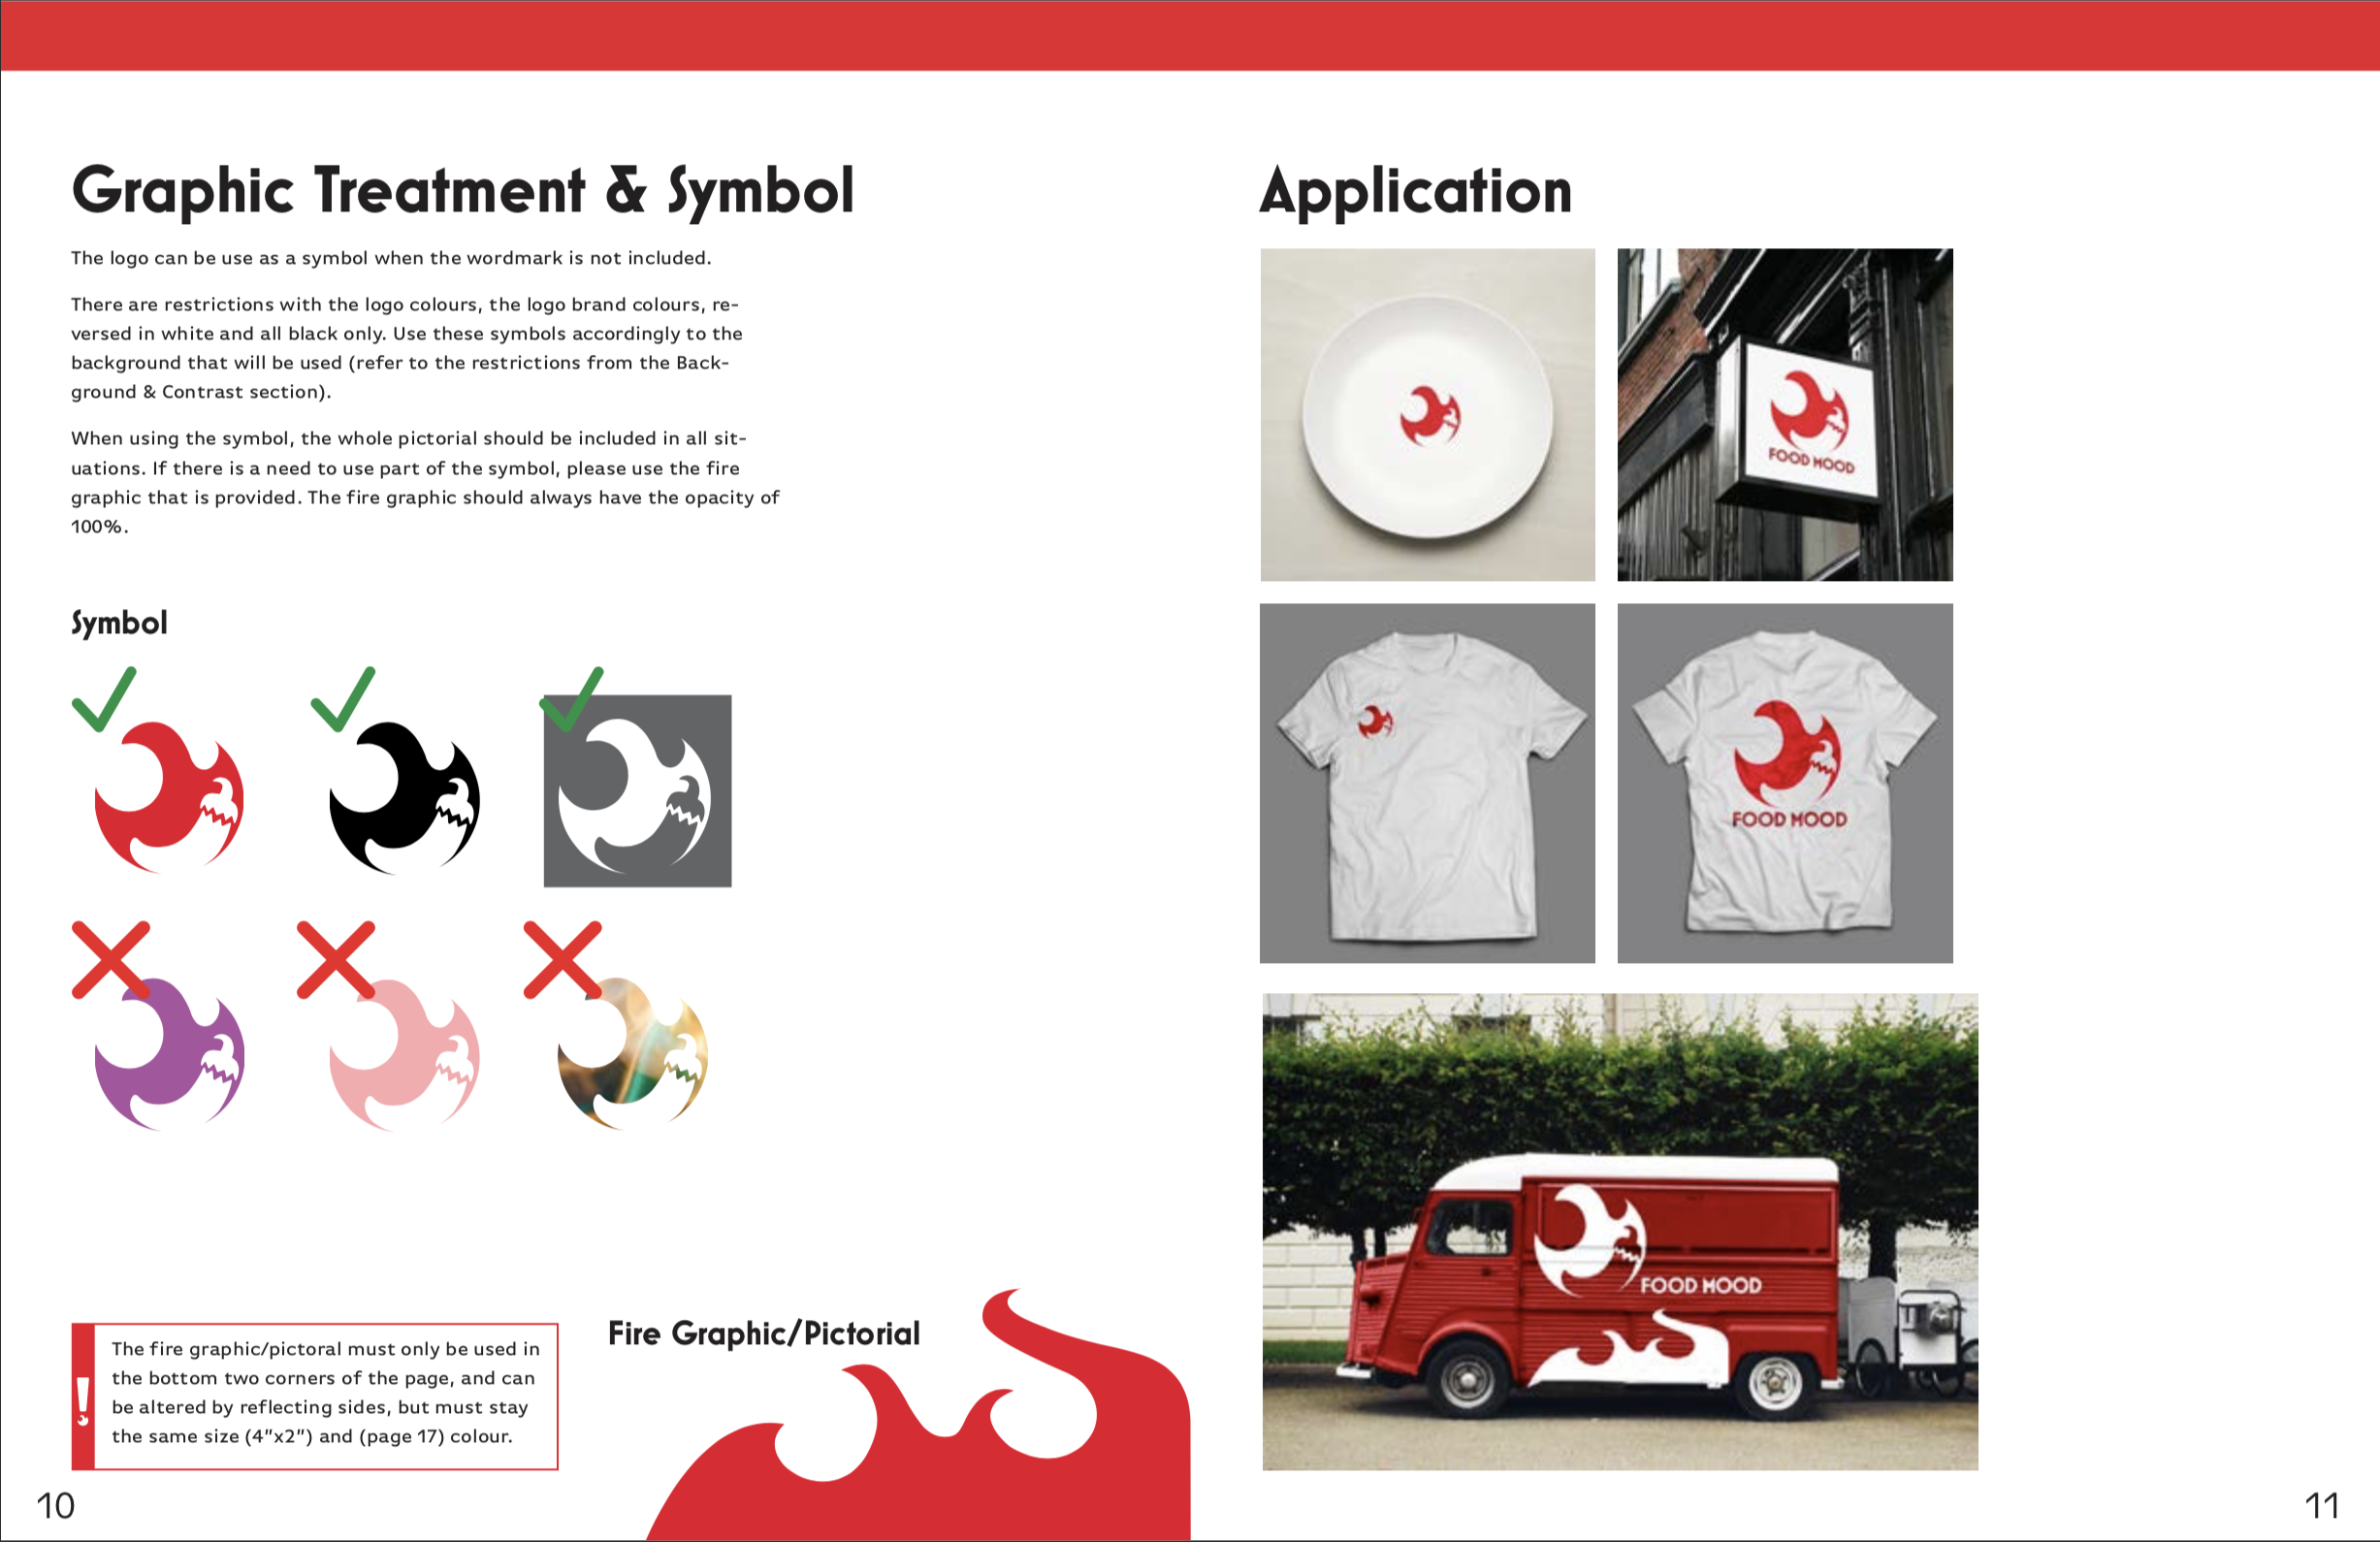 Graphic Treatment & Symbol
The logo can be use as a symbol when the wordmark is not included.
There are restrictions with the logo colours, the logo brand colours, re-
versed in white and all black only. Use these symbols accordingly to the
background that will be used (refer to the restrictions from the Back-
ground & Contrast section).
When using the symbol, the whole pictorial should be included in all sit-
uations. If there is a need to use part of the symbol, please use the fire
graphic that is provided. The fire graphic should always have the opacity of
100%.
Symbol
The fire graphic/pictoral must only be used in
the bottom two corners of the page, and can
be altered by reflecting sides, but must stay
the same size (4"x2") and (page 17) colour.
!
Fire Graphic/Pictorial
10
Application
FOOD MOOD
FOOD MOOD
FOOD MOOD
11